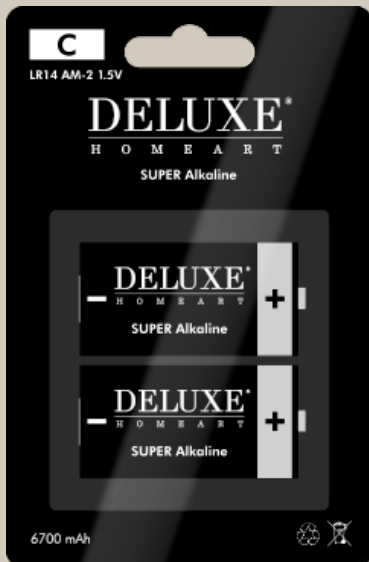 C
LR14 AM-2 1.5V
DELUXE
HOMEART
SUPER Alkaline
DELUXE
HOMEART
SUPER Alkaline
DELUXE
HOMEART
SUPER Alkaline
6700 mAh